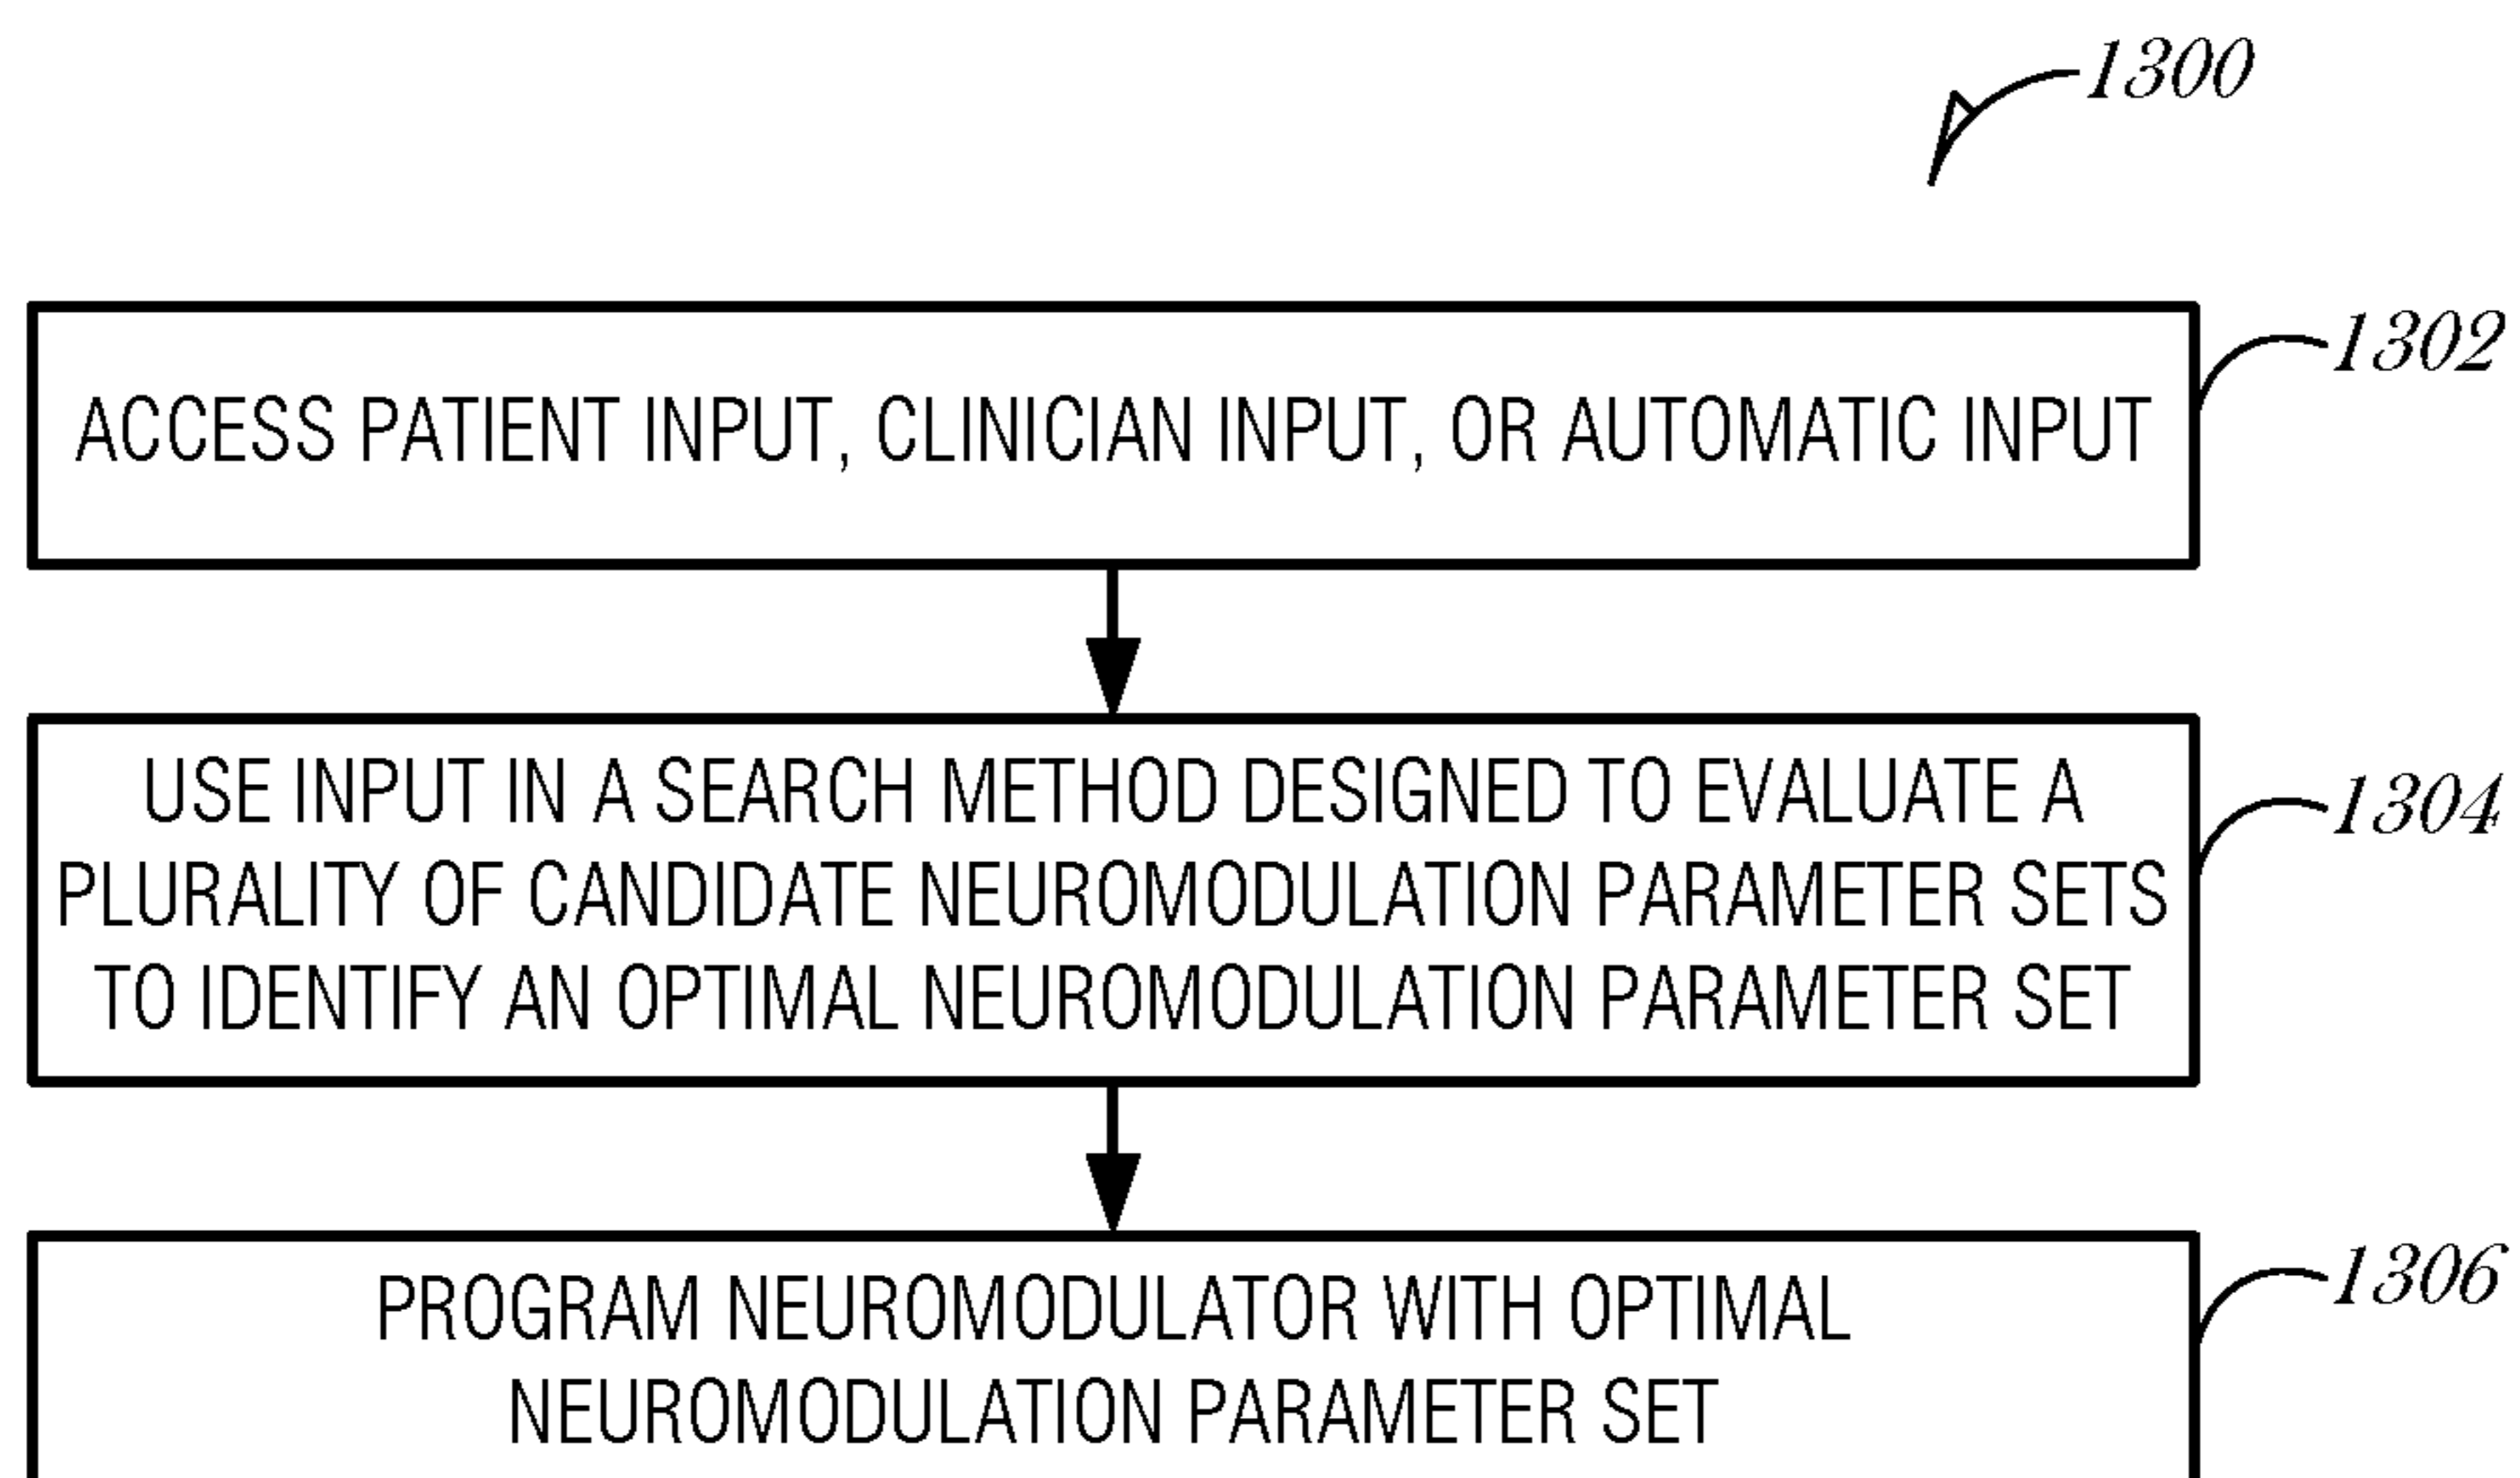 1300
ACCESS PATIENT INPUT, CLINICIAN INPUT, OR AUTOMATIC INPUT
1302
USE INPUT IN A SEARCH METHOD DESIGNED TO EVALUATE A
PLURALITY OF CANDIDATE NEUROMODULATION PARAMETER SETS
TO IDENTIFY AN OPTIMAL NEUROMODULATION PARAMETER SET
1304
PROGRAM NEUROMODULATOR WITH OPTIMAL
NEUROMODULATION PARAMETER SET
1306